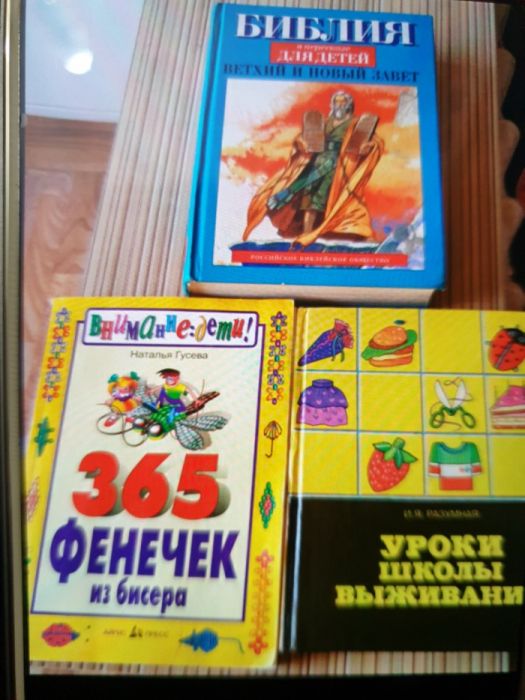 БИБЛИЯ
в пересказе
ДЛЯ ДЕТЕЙ
ВЕТХИЙ И НОВЫЙ ЗАВЕТ
РОССИЙСКОЕ БИБЛЕЙСКОЕ ОБЩЕСТВО
Внимание: дети!
Наталья Гусева
365
ФЕНЕЧЕК
из бисера
АЙРИС ПРЕСС
И.Я. РАЗУМНАЯ
УРОКИ
ШКОЛЫ
ВЫЖИВАНИ